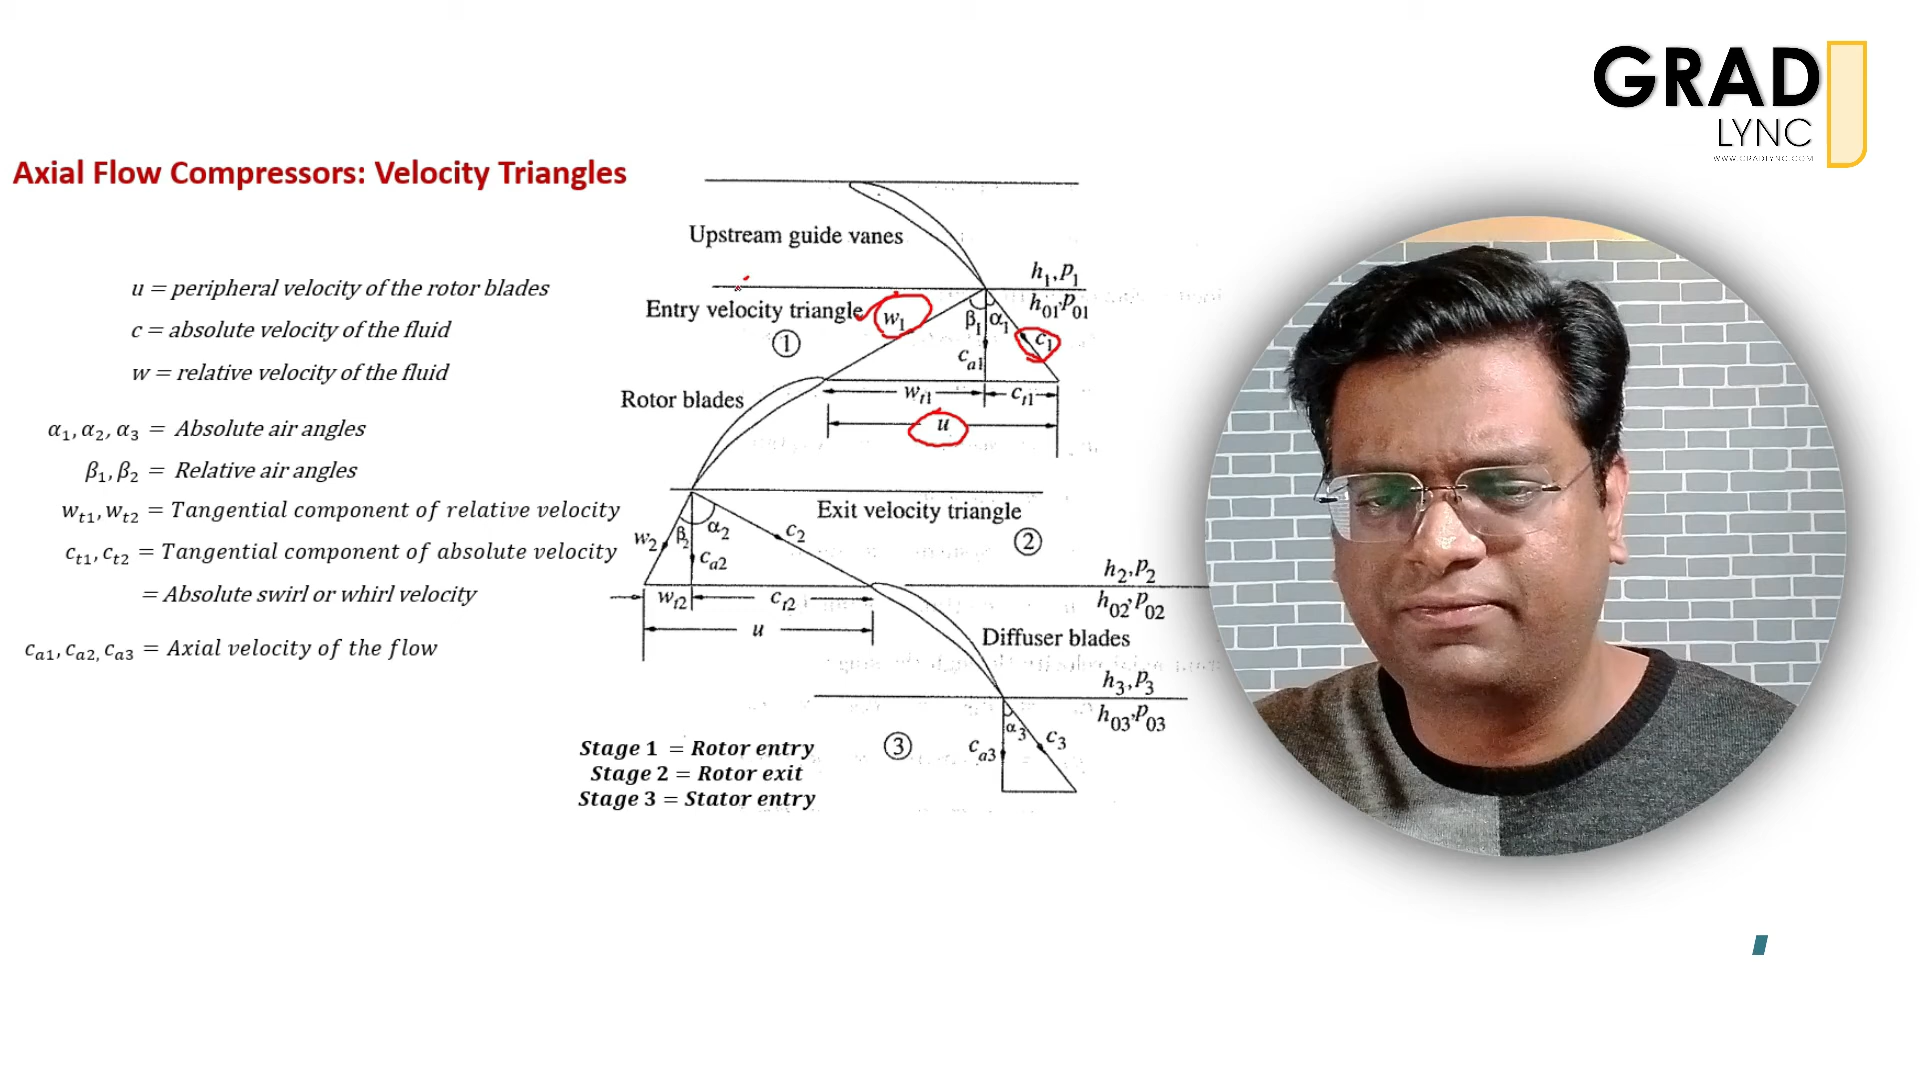 GRAD
LYNC
WWW.GRADLYNC.COM
Axial Flow Compressors: Velocity Triangles
u = peripheral velocity of the rotor blades
c = absolute velocity of the fluid
w = relative velocity of the fluid
α₁, α₂, α₃ = Absolute air angles
β₁, β₂ = Relative air angles
wₜ₁, wₜ₂ = Tangential component of relative velocity
cₜ₁, cₜ₂ = Tangential component of absolute velocity
= Absolute swirl or whirl velocity
cₐ₁, cₐ₂, cₐ₃ = Axial velocity of the flow
Upstream guide vanes
h₁, p₁
h₀₁, p₀₁
Entry velocity triangle
w₁
β₁
α₁
c₁
①
cₐ₁
Rotor blades
wₜ₁
cₜ₁
u
Exit velocity triangle
②
w₂
β₂
α₂
c₂
cₐ₂
wₜ₂
cₜ₂
u
h₂, p₂
h₀₂, p₀₂
Diffuser blades
h₃, p₃
h₀₃, p₀₃
③
cₐ₃
α₃
c₃
Stage 1 = Rotor entry
Stage 2 = Rotor exit
Stage 3 = Stator entry